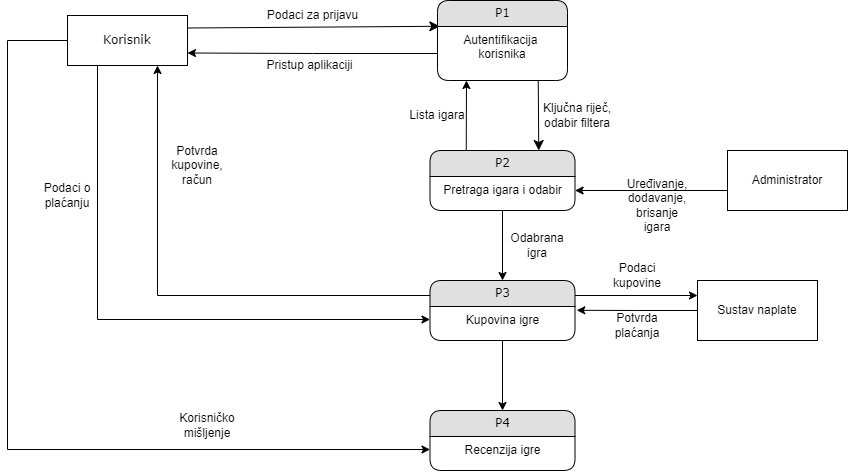 Podaci za prijavu
P1
Korisnik
Autentifikacija
korisnika
Pristup aplikaciji
Lista igara
Ključna riječ,
odabir filtera
Potvrda
kupovine,
račun
P2
Pretraga igara i odabir
Uređivanje,
dodavanje,
brisanje
igara
Administrator
Podaci o
plaćanju
Odabrana
igra
Podaci
kupovine
P3
Kupovina igre
Sustav naplate
Potvrda
plaćanja
Korisničko
mišljenje
P4
Recenzija igre